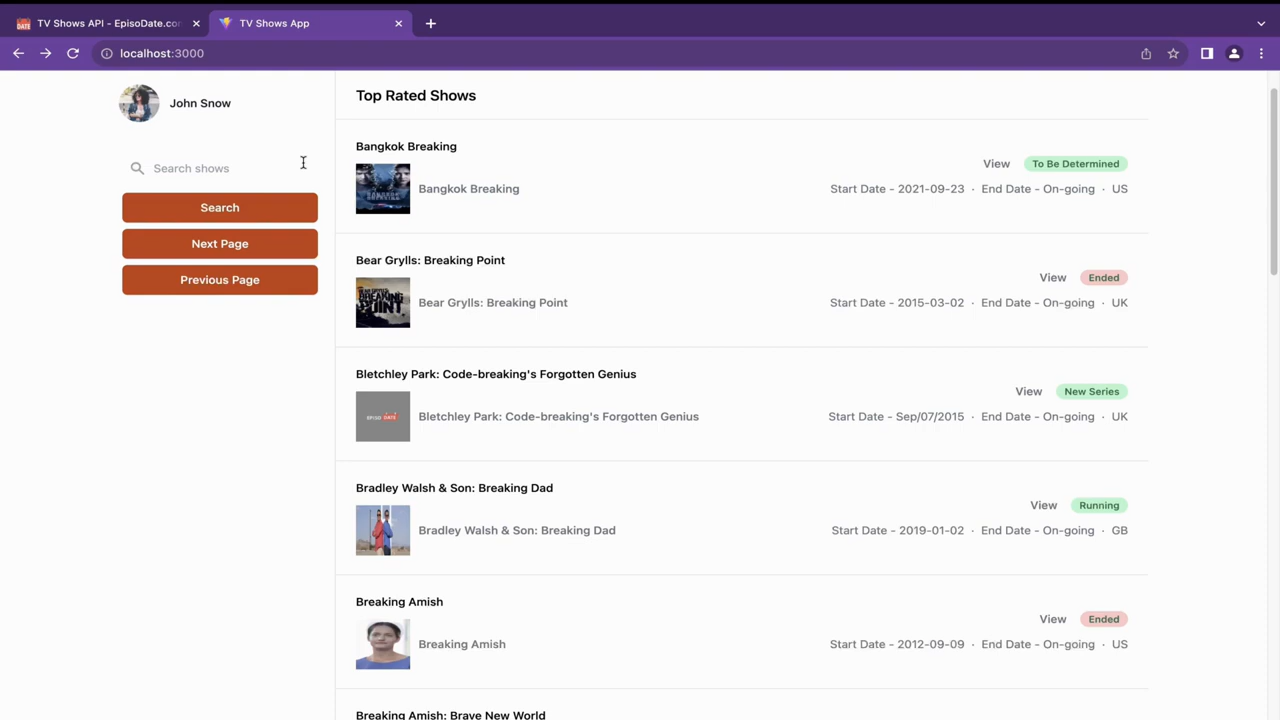 TV Shows API - EpisoDate.co
TV Shows App
localhost:3000
John Snow
Search shows
Search
Next Page
Previous Page
Top Rated Shows
Bangkok Breaking
View To Be Determined
Bangkok Breaking
Start Date - 2021-09-23 · End Date - On-going · US
Bear Grylls: Breaking Point
View Ended
BREAKING POINT.
Bear Grylls: Breaking Point
Start Date - 2015-03-02 · End Date - On-going · UK
Bletchley Park: Code-breaking's Forgotten Genius
View New Series
EPISODATE
Bletchley Park: Code-breaking's Forgotten Genius
Start Date - Sep/07/2015 · End Date - On-going · UK
Bradley Walsh & Son: Breaking Dad
View Running
Bradley Walsh & Son: Breaking Dad
Start Date - 2019-01-02 · End Date - On-going · GB
Breaking Amish
View Ended
Breaking Amish
Start Date - 2012-09-09 · End Date - On-going · US
Breaking Amish: Brave New World